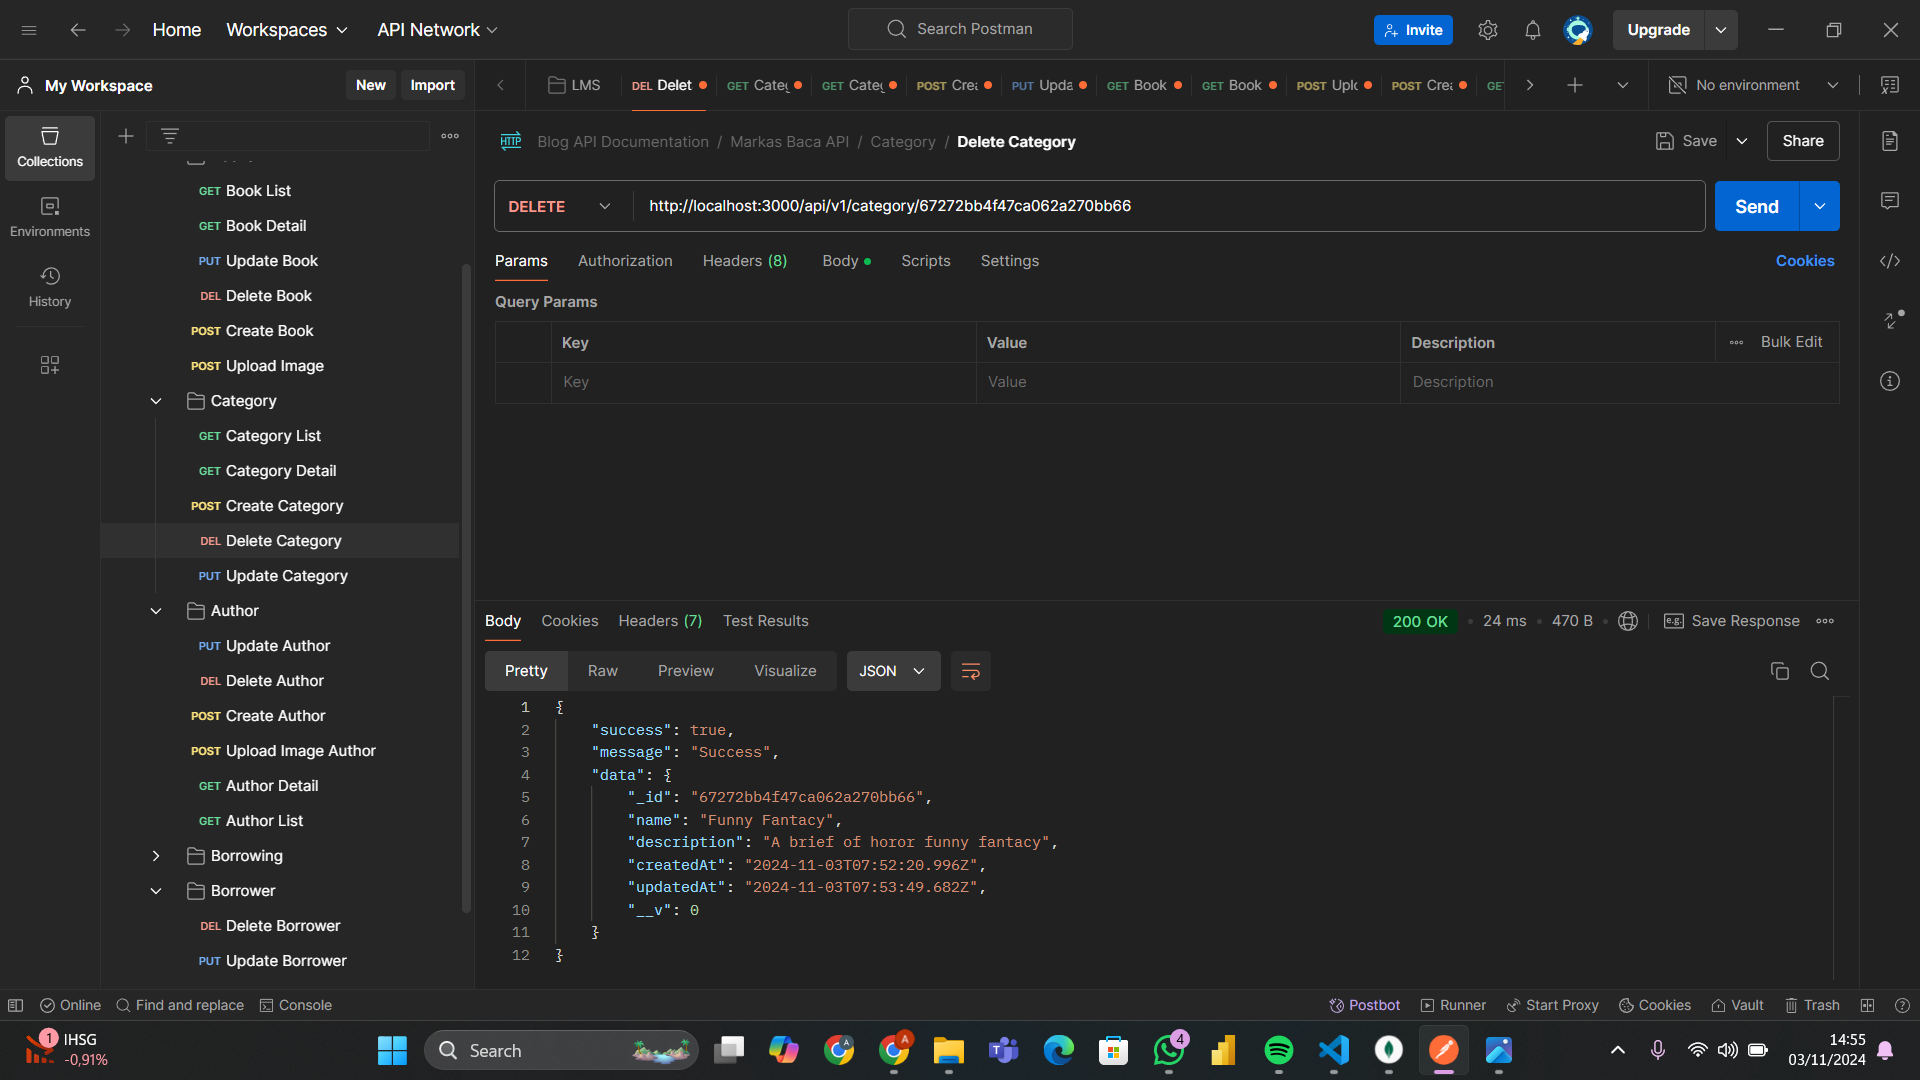 Home
Workspaces
API Network
Search Postman
Invite
Upgrade
My Workspace
New
Import
LMS
DEL Delet
GET Categ
GET Categ
POST Crea
PUT Upda
GET Book
GET Book
POST Uplo
POST Crea
GET
No environment
Collections
Environments
History
GET Book List
GET Book Detail
PUT Update Book
DEL Delete Book
POST Create Book
POST Upload Image
Category
GET Category List
GET Category Detail
POST Create Category
DEL Delete Category
PUT Update Category
Author
PUT Update Author
DEL Delete Author
POST Create Author
POST Upload Image Author
GET Author Detail
GET Author List
Borrowing
Borrower
DEL Delete Borrower
PUT Update Borrower
HTTP Blog API Documentation / Markas Baca API / Category / Delete Category
Save
Share
DELETE
http://localhost:3000/api/v1/category/67272bb4f47ca062a270bb66
Send
Params Authorization Headers (8) Body Scripts Settings
Cookies
Query Params
Key Value Description Bulk Edit
Key Value Description
Body Cookies Headers (7) Test Results
200 OK 24 ms 470 B Save Response
Pretty Raw Preview Visualize JSON
1 {
2 "success": true,
3 "message": "Success",
4 "data": {
5 "_id": "67272bb4f47ca062a270bb66",
6 "name": "Funny Fantacy",
7 "description": "A brief of horor funny fantacy",
8 "createdAt": "2024-11-03T07:52:20.996Z",
9 "updatedAt": "2024-11-03T07:53:49.682Z",
10 "__v": 0
11 }
12 }
Online
Find and replace
Console
Postbot
Runner
Start Proxy
Cookies
Vault
Trash
1
IHSG
-0,91%
Search
A
A
4
14:55
03/11/2024